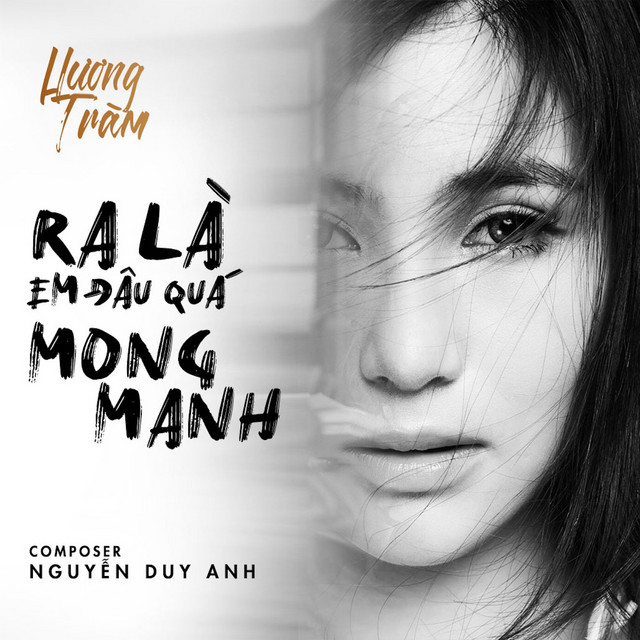 Hương
Tràm
RA LÀ
EM ĐÂU QUÁ
MONG
MANH
COMPOSER
NGUYỄN DUY ANH